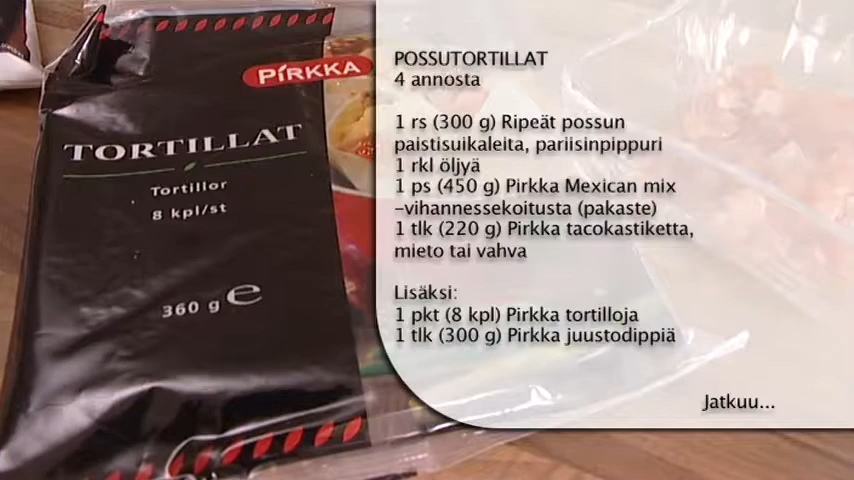 PIRKKA
TORTILLAT
Tortillor
8 kpl/st
360 g e
PIRKKA
POSSUTORTILLAT
4 annosta
1 rs (300 g) Ripeät possun
paistisuikaleita, pariisinpippuri
1 rkl öljyä
1 ps (450 g) Pirkka Mexican mix
-vihannessekoitusta (pakaste)
1 tlk (220 g) Pirkka tacokastiketta,
mieto tai vahva
Lisäksi:
1 pkt (8 kpl) Pirkka tortilloja
1 tlk (300 g) Pirkka juustodippiä
Jatkuu...